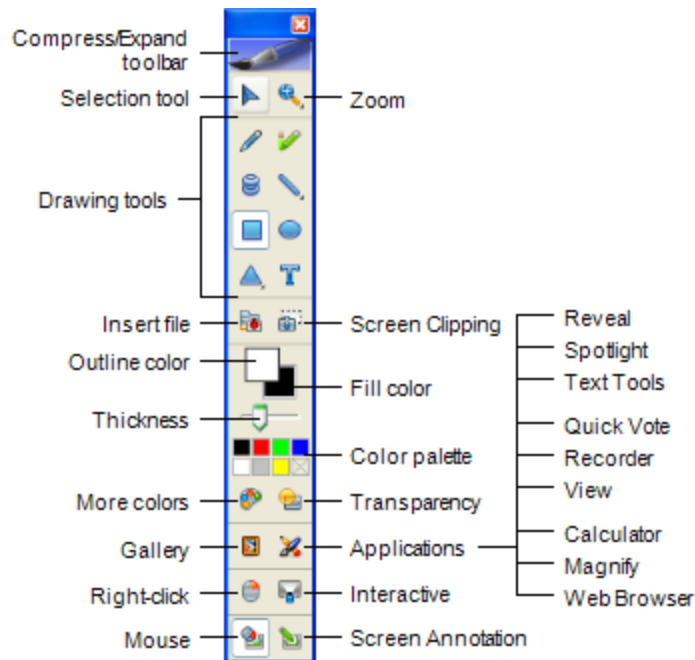 Compress/Expand
toolbar
Selection tool
Zoom
Drawing tools
Insert file
Screen Clipping
Outline color
Fill color
Thickness
Color palette
More colors
Transparency
Gallery
Applications
Right-click
Interactive
Mouse
Screen Annotation
Reveal
Spotlight
Text Tools
Quick Vote
Recorder
View
Calculator
Magnify
Web Browser